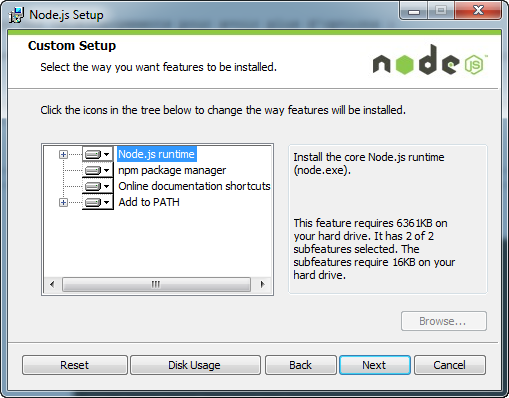 Node.js Setup
Custom Setup
Select the way you want features to be installed.
node
JS
Click the icons in the tree below to change the way features will be installed.
Node.js runtime
npm package manager
Online documentation shortcuts
Add to PATH
Install the core Node.js runtime
(node.exe).
This feature requires 6361KB on
your hard drive. It has 2 of 2
subfeatures selected. The
subfeatures require 16KB on your
hard drive.
Browse...
Reset
Disk Usage
Back
Next
Cancel